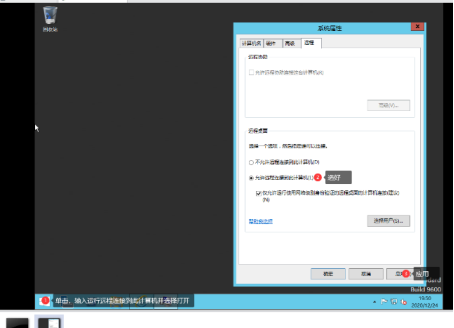 回收站
系统属性
计算机名 硬件 高级 远程
远程协助
允许远程协助连接这台计算机(R)
高级(V)...
远程桌面
选择一个选项，然后指定谁可以连接。
不允许远程连接到此计算机(D)
允许远程连接到此计算机(L) 2 选好
仅允许运行使用网络级别身份验证的远程桌面的计算机连接(建议)
(N)
帮助我选择
选择用户(S)...
确定 取消 3 应用
Build 9600
1 单击，输入运行远程连接到此计算机并选择打开
19:30
2020/12/24